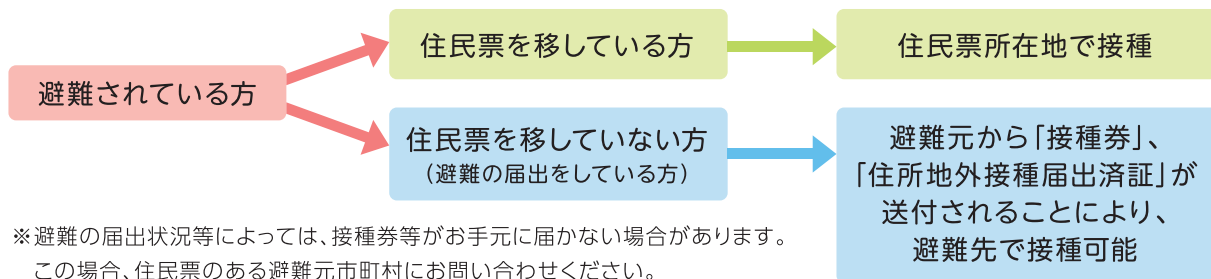 避難されている方
住民票を移している方
住民票所在地で接種
住民票を移していない方
（避難の届出をしている方）
避難元から「接種券」、
「住所地外接種届出済証」が
送付されることにより、
避難先で接種可能
※避難の届出状況等によっては、接種券等がお手元に届かない場合があります。
この場合、住民票のある避難元市町村にお問い合わせください。